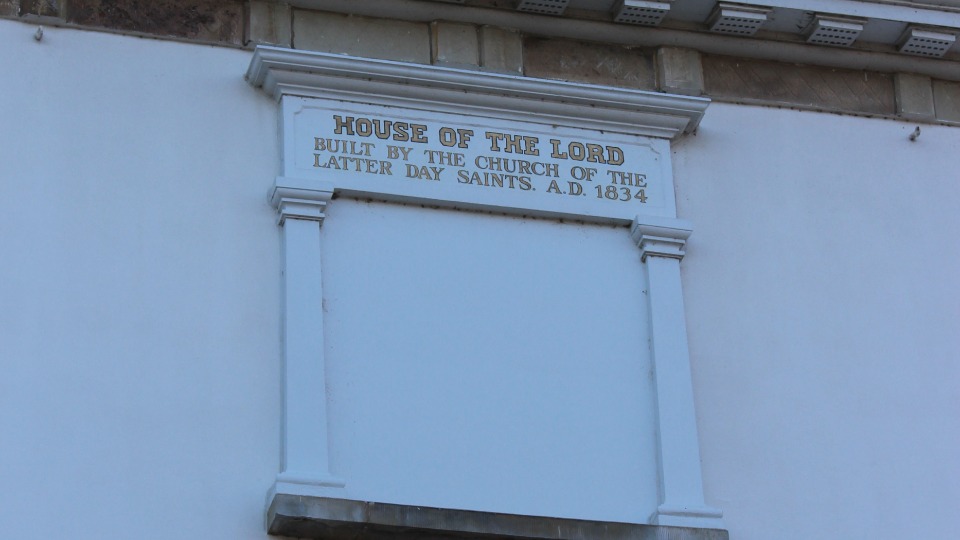 HOUSE OF THE LORD
BUILT BY THE CHURCH OF THE
LATTER DAY SAINTS. A.D. 1834